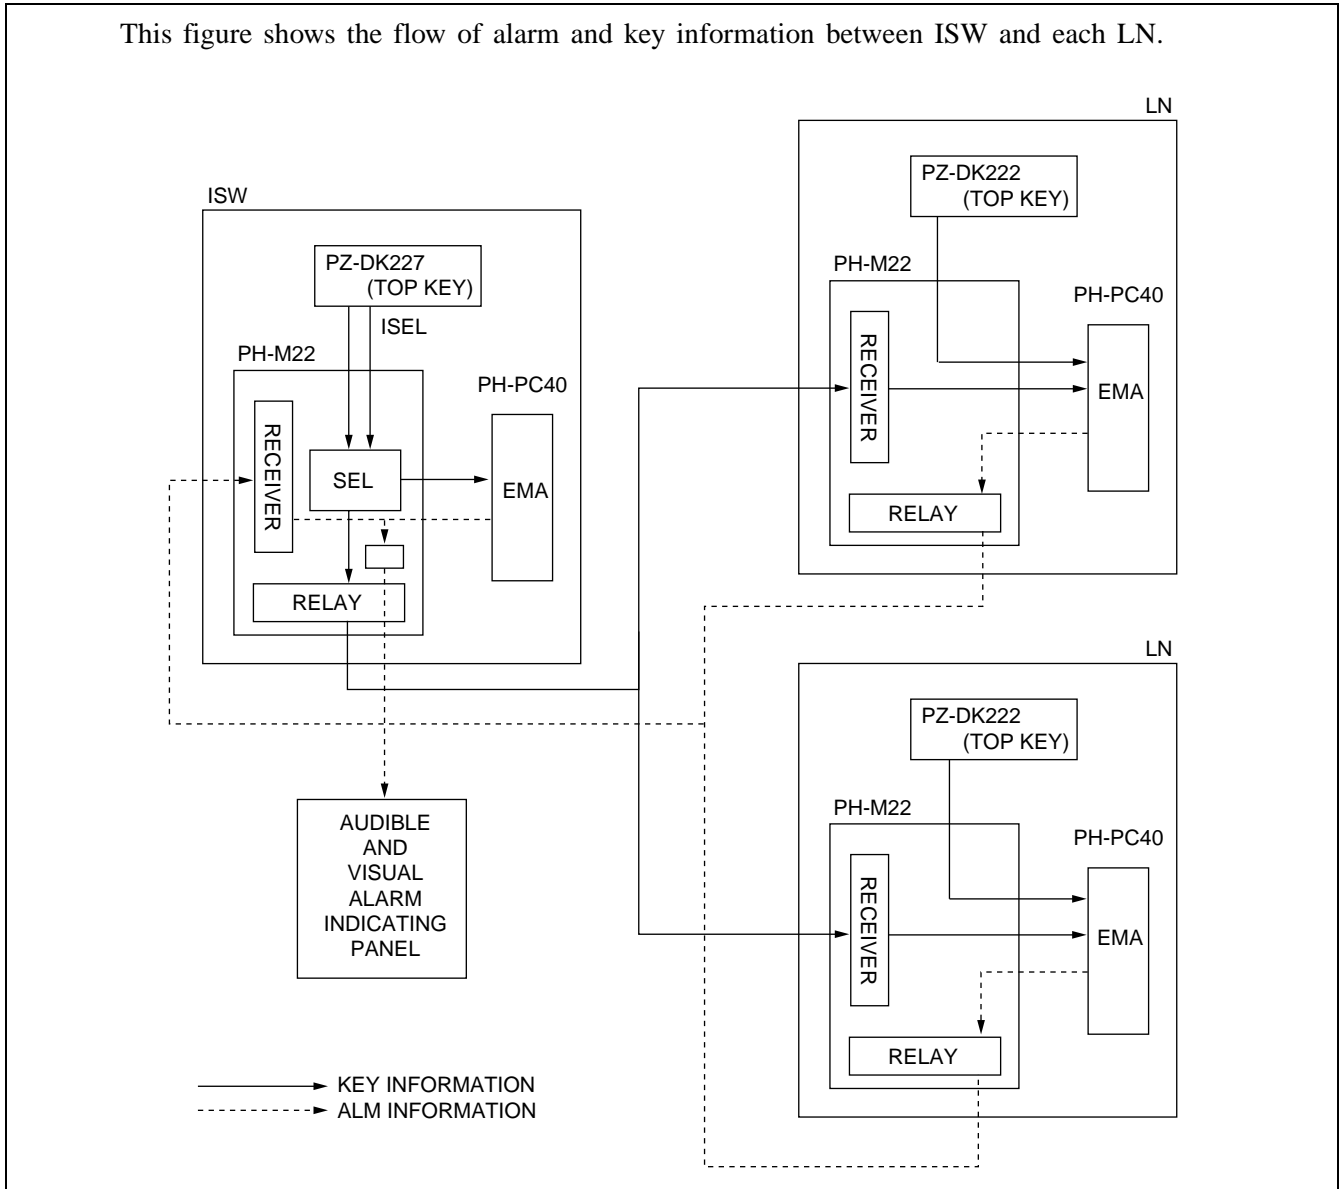 This figure shows the flow of alarm and key information between ISW and each LN.
ISW
PZ-DK227
(TOP KEY)
ISEL
PH-M22
PH-PC40
RECEIVER
SEL
EMA
RELAY
AUDIBLE
AND
VISUAL
ALARM
INDICATING
PANEL
LN
PZ-DK222
(TOP KEY)
PH-M22
PH-PC40
RECEIVER
EMA
RELAY
LN
PZ-DK222
(TOP KEY)
PH-M22
PH-PC40
RECEIVER
EMA
RELAY
KEY INFORMATION
ALM INFORMATION